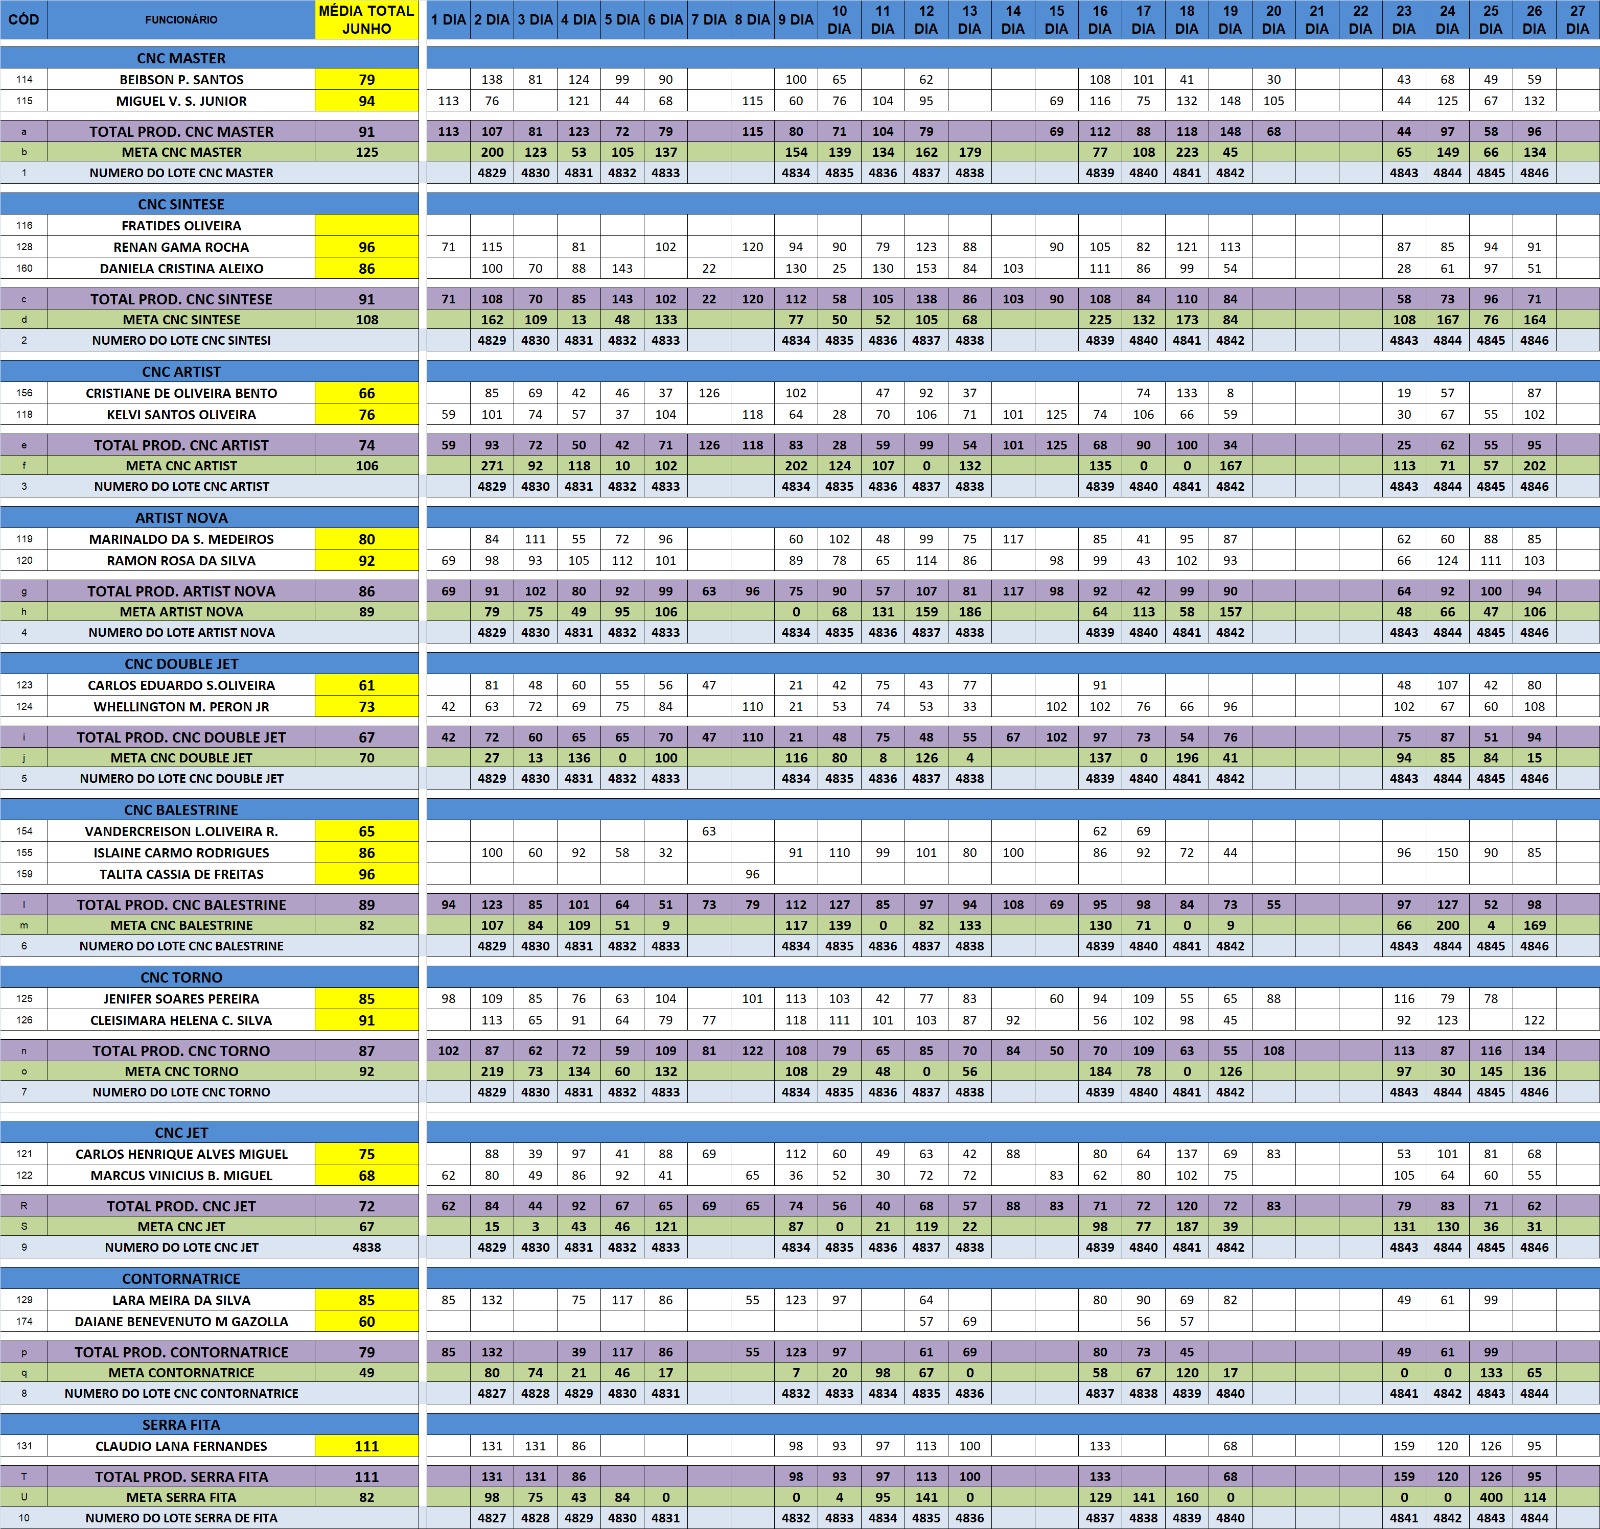 CÓD FUNCIONÁRIO MÉDIA TOTAL JUNHO 1 DIA 2 DIA 3 DIA 4 DIA 5 DIA 6 DIA 7 DIA 8 DIA 9 DIA 10 DIA 11 DIA 12 DIA 13 DIA 14 DIA 15 DIA 16 DIA 17 DIA 18 DIA 19 DIA 20 DIA 21 DIA 22 DIA 23 DIA 24 DIA 25 DIA 26 DIA 27 DIA
CNC MASTER
114 BEIBSON P. SANTOS 79 138 81 124 99 90 100 65 62 108 101 41 30 43 68 49 59
115 MIGUEL V. S. JUNIOR 94 113 76 121 44 68 115 60 76 104 95 69 116 75 132 148 105 44 125 67 132
a TOTAL PROD. CNC MASTER 91 113 107 81 123 72 79 115 80 71 104 79 69 112 88 118 148 68 44 97 58 96
b META CNC MASTER 125 200 123 53 105 137 154 139 134 162 179 77 108 223 45 65 149 66 134
1 NUMERO DO LOTE CNC MASTER 4829 4830 4831 4832 4833 4834 4835 4836 4837 4838 4839 4840 4841 4842 4843 4844 4845 4846
CNC SINTESE
116 FRATIDES OLIVEIRA
128 RENAN GAMA ROCHA 96 71 115 81 102 120 94 90 79 123 88 90 105 82 121 113 87 85 94 91
160 DANIELA CRISTINA ALEIXO 86 100 70 88 143 22 130 25 130 153 84 103 111 86 99 54 28 61 97 51
c TOTAL PROD. CNC SINTESE 91 71 108 70 85 143 102 22 120 112 58 105 138 86 103 90 108 84 110 84 58 73 96 71
d META CNC SINTESE 108 162 109 13 48 133 77 50 52 105 68 225 132 173 84 108 167 76 164
2 NUMERO DO LOTE CNC SINTESI 4829 4830 4831 4832 4833 4834 4835 4836 4837 4838 4839 4840 4841 4842 4843 4844 4845 4846
CNC ARTIST
156 CRISTIANE DE OLIVEIRA BENTO 66 85 69 42 46 37 126 102 47 92 37 74 133 8 19 57 87
118 KELVI SANTOS OLIVEIRA 76 59 101 74 57 37 104 118 64 28 70 106 71 101 125 74 106 66 59 30 67 55 102
e TOTAL PROD. CNC ARTIST 74 59 93 72 50 42 71 126 118 83 28 59 99 54 101 125 68 90 100 34 25 62 55 95
f META CNC ARTIST 106 271 92 118 10 102 202 124 107 0 132 135 0 0 167 113 71 57 202
3 NUMERO DO LOTE CNC ARTIST 4829 4830 4831 4832 4833 4834 4835 4836 4837 4838 4839 4840 4841 4842 4843 4844 4845 4846
ARTIST NOVA
119 MARINALDO DA S. MEDEIROS 80 84 111 55 72 96 60 102 48 99 75 117 85 41 95 87 62 60 88 85
120 RAMON ROSA DA SILVA 92 69 98 93 105 112 101 89 78 65 114 86 98 99 43 102 93 66 124 111 103
g TOTAL PROD. ARTIST NOVA 86 69 91 102 80 92 99 63 96 75 90 57 107 81 117 98 92 42 99 90 64 92 100 94
h META ARTIST NOVA 89 79 75 49 95 106 0 68 131 159 186 64 113 58 157 48 66 47 106
4 NUMERO DO LOTE ARTIST NOVA 4829 4830 4831 4832 4833 4834 4835 4836 4837 4838 4839 4840 4841 4842 4843 4844 4845 4846
CNC DOUBLE JET
123 CARLOS EDUARDO S.OLIVEIRA 61 81 48 60 55 56 47 21 42 75 43 77 91 48 107 42 80
124 WHELLINGTON M. PERON JR 73 42 63 72 69 75 84 110 21 53 74 53 33 102 102 76 66 96 102 67 60 108
i TOTAL PROD. CNC DOUBLE JET 67 42 72 60 65 65 70 47 110 21 48 75 48 55 67 102 97 73 54 76 75 87 51 94
j META CNC DOUBLE JET 70 27 13 136 0 100 116 80 8 126 4 137 0 196 41 94 85 84 15
5 NUMERO DO LOTE CNC DOUBLE JET 4829 4830 4831 4832 4833 4834 4835 4836 4837 4838 4839 4840 4841 4842 4843 4844 4845 4846
CNC BALESTRINE
154 VANDERCREISON L.OLIVEIRA R. 65 63 62 69
155 ISLAINE CARMO RODRIGUES 86 100 60 92 58 32 91 110 99 101 80 100 86 92 72 44 96 150 90 85
159 TALITA CASSIA DE FREITAS 96 96
l TOTAL PROD. CNC BALESTRINE 89 94 123 85 101 64 51 73 79 112 127 85 97 94 108 69 95 98 84 73 55 97 127 52 98
m META CNC BALESTRINE 82 107 84 109 51 9 117 139 0 82 133 130 71 0 9 66 200 4 169
6 NUMERO DO LOTE CNC BALESTRINE 4829 4830 4831 4832 4833 4834 4835 4836 4837 4838 4839 4840 4841 4842 4843 4844 4845 4846
CNC TORNO
125 JENIFER SOARES PEREIRA 85 98 109 85 76 63 104 101 113 103 42 77 83 60 94 109 55 65 88 116 79 78
126 CLEISIMARA HELENA C. SILVA 91 113 65 91 64 79 77 118 111 101 103 87 92 56 102 98 45 92 123 122
n TOTAL PROD. CNC TORNO 87 102 87 62 72 59 109 81 122 108 79 65 85 70 84 50 70 109 63 55 108 113 87 116 134
o META CNC TORNO 92 219 73 134 60 132 108 29 48 0 56 184 78 0 126 97 30 145 136
7 NUMERO DO LOTE CNC TORNO 4829 4830 4831 4832 4833 4834 4835 4836 4837 4838 4839 4840 4841 4842 4843 4844 4845 4846
CNC JET
121 CARLOS HENRIQUE ALVES MIGUEL 75 88 39 97 41 88 69 112 60 49 63 42 88 80 64 137 69 83 53 101 81 68
122 MARCUS VINICIUS B. MIGUEL 68 62 80 49 86 92 41 65 36 52 30 72 72 83 62 80 102 75 105 64 60 55
R TOTAL PROD. CNC JET 72 62 84 44 92 67 65 69 65 74 56 40 68 57 88 83 71 72 120 72 83 79 83 71 62
S META CNC JET 67 15 3 43 46 121 87 0 21 119 22 98 77 187 39 131 130 36 31
9 NUMERO DO LOTE CNC JET 4838 4829 4830 4831 4832 4833 4834 4835 4836 4837 4838 4839 4840 4841 4842 4843 4844 4845 4846
CONTORNATRICE
129 LARA MEIRA DA SILVA 85 85 132 75 117 86 55 123 97 64 80 90 69 82 49 61 99
174 DAIANE BENEVENUTO M GAZOLLA 60 57 69 56 57
p TOTAL PROD. CONTORNATRICE 79 85 132 39 117 86 55 123 97 61 69 80 73 45 49 61 99
q META CONTORNATRICE 49 80 74 21 46 17 7 20 98 67 0 58 67 120 17 0 0 133 65
8 NUMERO DO LOTE CNC CONTORNATRICE 4827 4828 4829 4830 4831 4832 4833 4834 4835 4836 4837 4838 4839 4840 4841 4842 4843 4844
SERRA FITA
131 CLAUDIO LANA FERNANDES 111 131 131 86 98 93 97 113 100 133 68 159 120 126 95
T TOTAL PROD. SERRA FITA 111 131 131 86 98 93 97 113 100 133 68 159 120 126 95
U META SERRA FITA 82 98 75 43 84 0 0 4 95 141 0 129 141 160 0 0 0 400 114
10 NUMERO DO LOTE SERRA DE FITA 4827 4828 4829 4830 4831 4832 4833 4834 4835 4836 4837 4838 4839 4840 4841 4842 4843 4844